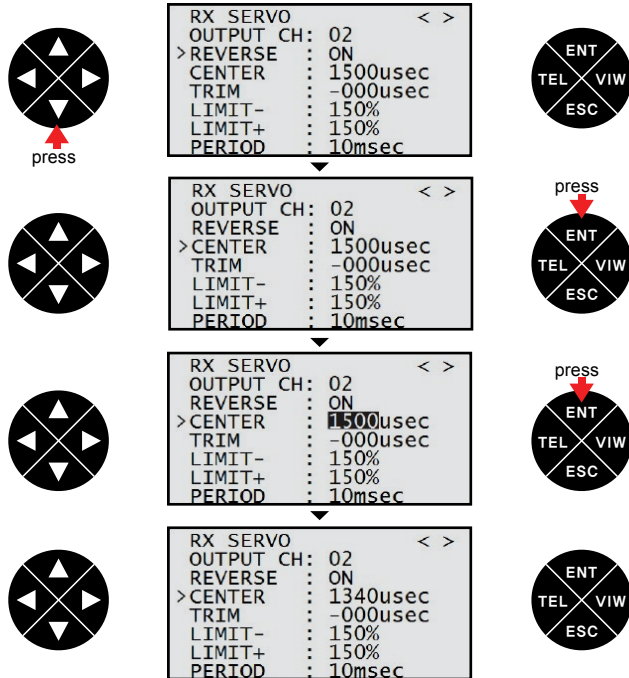 RX SERVO < >
OUTPUT CH: 02
>REVERSE : ON
CENTER : 1500usec
TRIM : -000usec
LIMIT- : 150%
LIMIT+ : 150%
PERIOD : 10msec
press
ENT
TEL VIW
ESC
RX SERVO < >
OUTPUT CH: 02
REVERSE : ON
>CENTER : 1500usec
TRIM : -000usec
LIMIT- : 150%
LIMIT+ : 150%
PERIOD : 10msec
press
ENT
TEL VIW
ESC
RX SERVO < >
OUTPUT CH: 02
REVERSE : ON
>CENTER : 1500usec
TRIM : -000usec
LIMIT- : 150%
LIMIT+ : 150%
PERIOD : 10msec
press
ENT
TEL VIW
ESC
RX SERVO < >
OUTPUT CH: 02
REVERSE : ON
>CENTER : 1340usec
TRIM : -000usec
LIMIT- : 150%
LIMIT+ : 150%
PERIOD : 10msec
ENT
TEL VIW
ESC